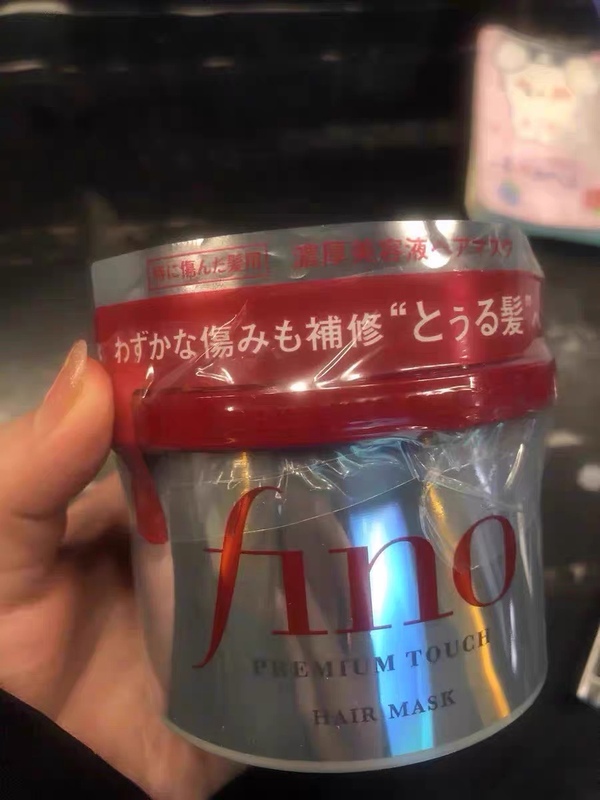 特に傷んだ髪用 濃厚美容液ヘアマスク
わずかな傷みも補修“とぅる髪”へ
fino
PREMIUM TOUCH
HAIR MASK